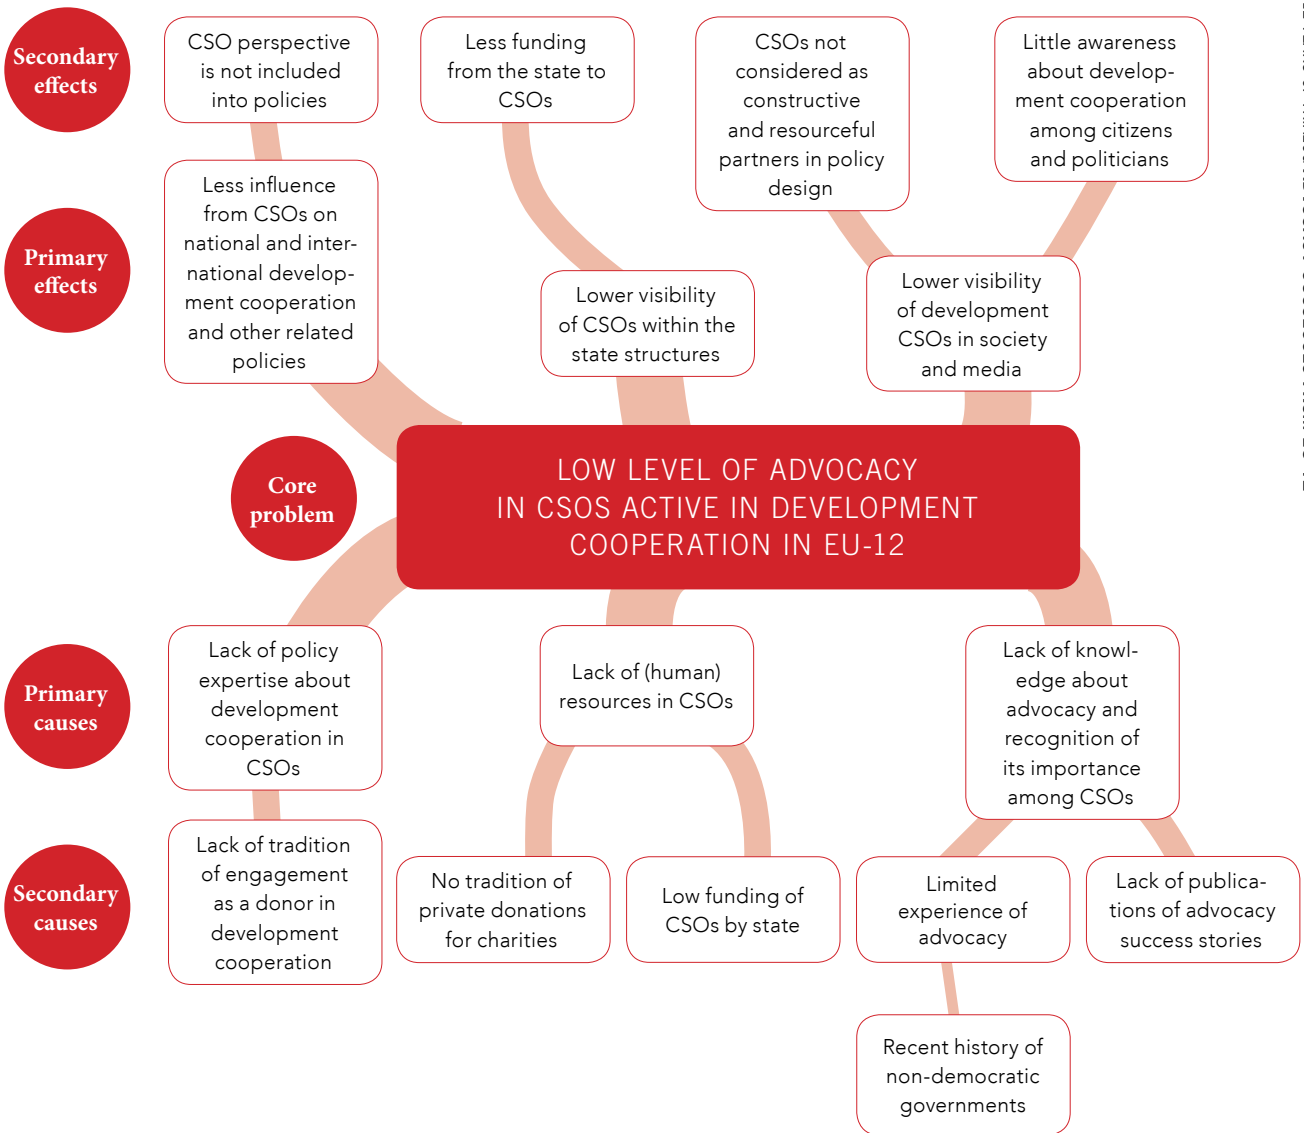 Secondary
effects
CSO perspective
is not included
into policies
Less funding
from the state to
CSOs
CSOs not
considered as
constructive
and resourceful
partners in policy
design
Little awareness
about develop-
ment cooperation
among citizens
and politicians
Primary
effects
Less influence
from CSOs on
national and inter-
national develop-
ment cooperation
and other related
policies
Lower visibility
of CSOs within the
state structures
Lower visibility
of development
CSOs in society
and media
Core
problem
LOW LEVEL OF ADVOCACY
IN CSOS ACTIVE IN DEVELOPMENT
COOPERATION IN EU-12
Primary
causes
Lack of policy
expertise about
development
cooperation in
CSOs
Lack of (human)
resources in CSOs
Lack of knowl-
edge about
advocacy and
recognition of
its importance
among CSOs
Secondary
causes
Lack of tradition
of engagement
as a donor in
development
cooperation
No tradition of
private donations
for charities
Low funding of
CSOs by state
Limited
experience of
advocacy
Lack of publica-
tions of advocacy
success stories
Recent history of
non-democratic
governments